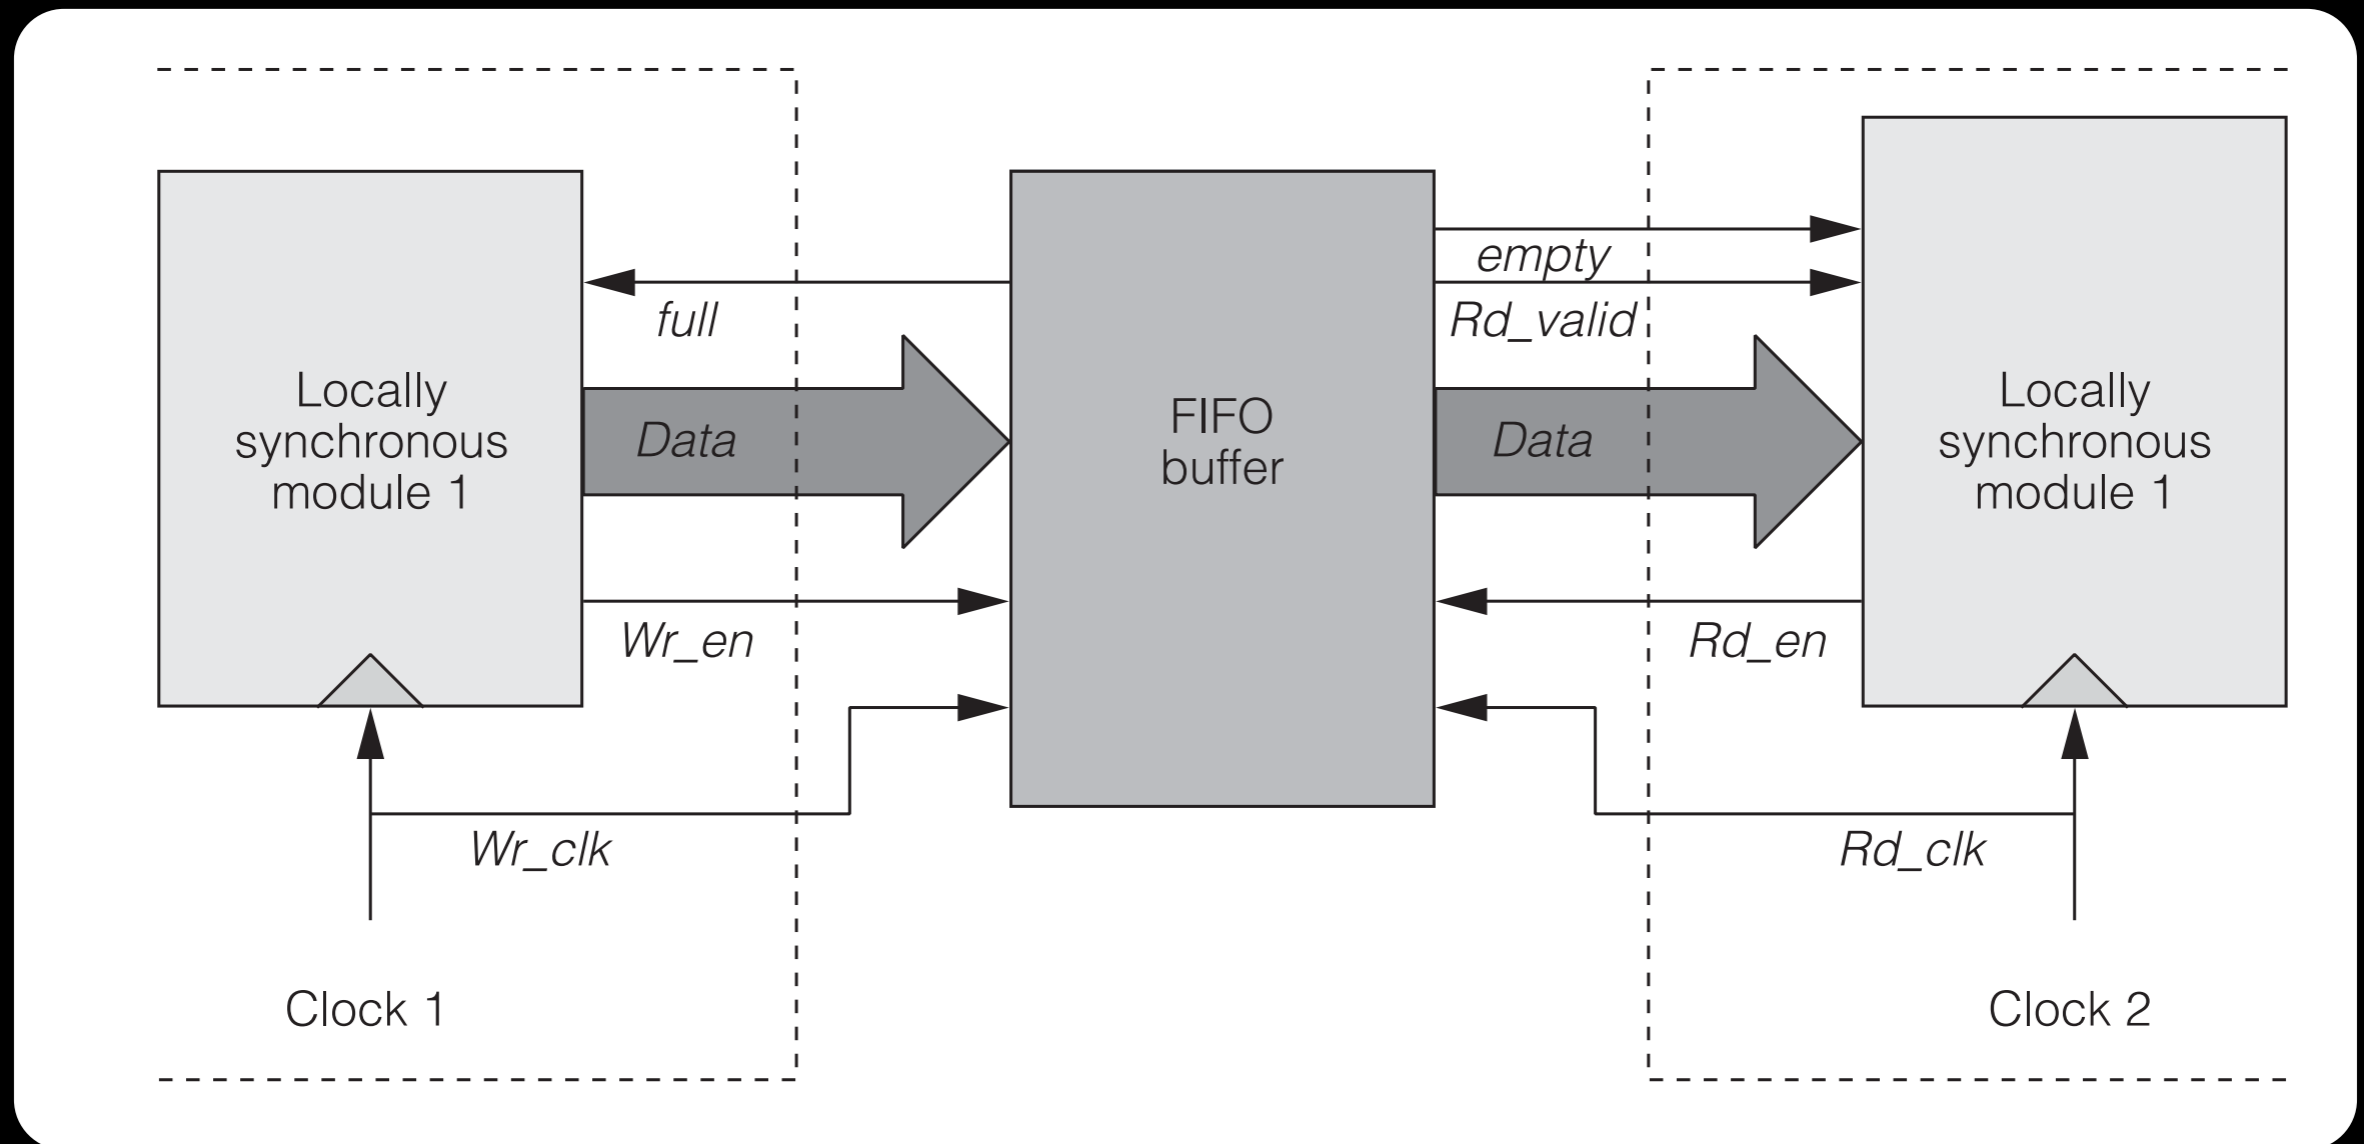 Locally
synchronous
module 1
full
Data
Wr_en
Wr_clk
Clock 1
FIFO
buffer
empty
Rd_valid
Data
Rd_en
Rd_clk
Locally
synchronous
module 1
Clock 2